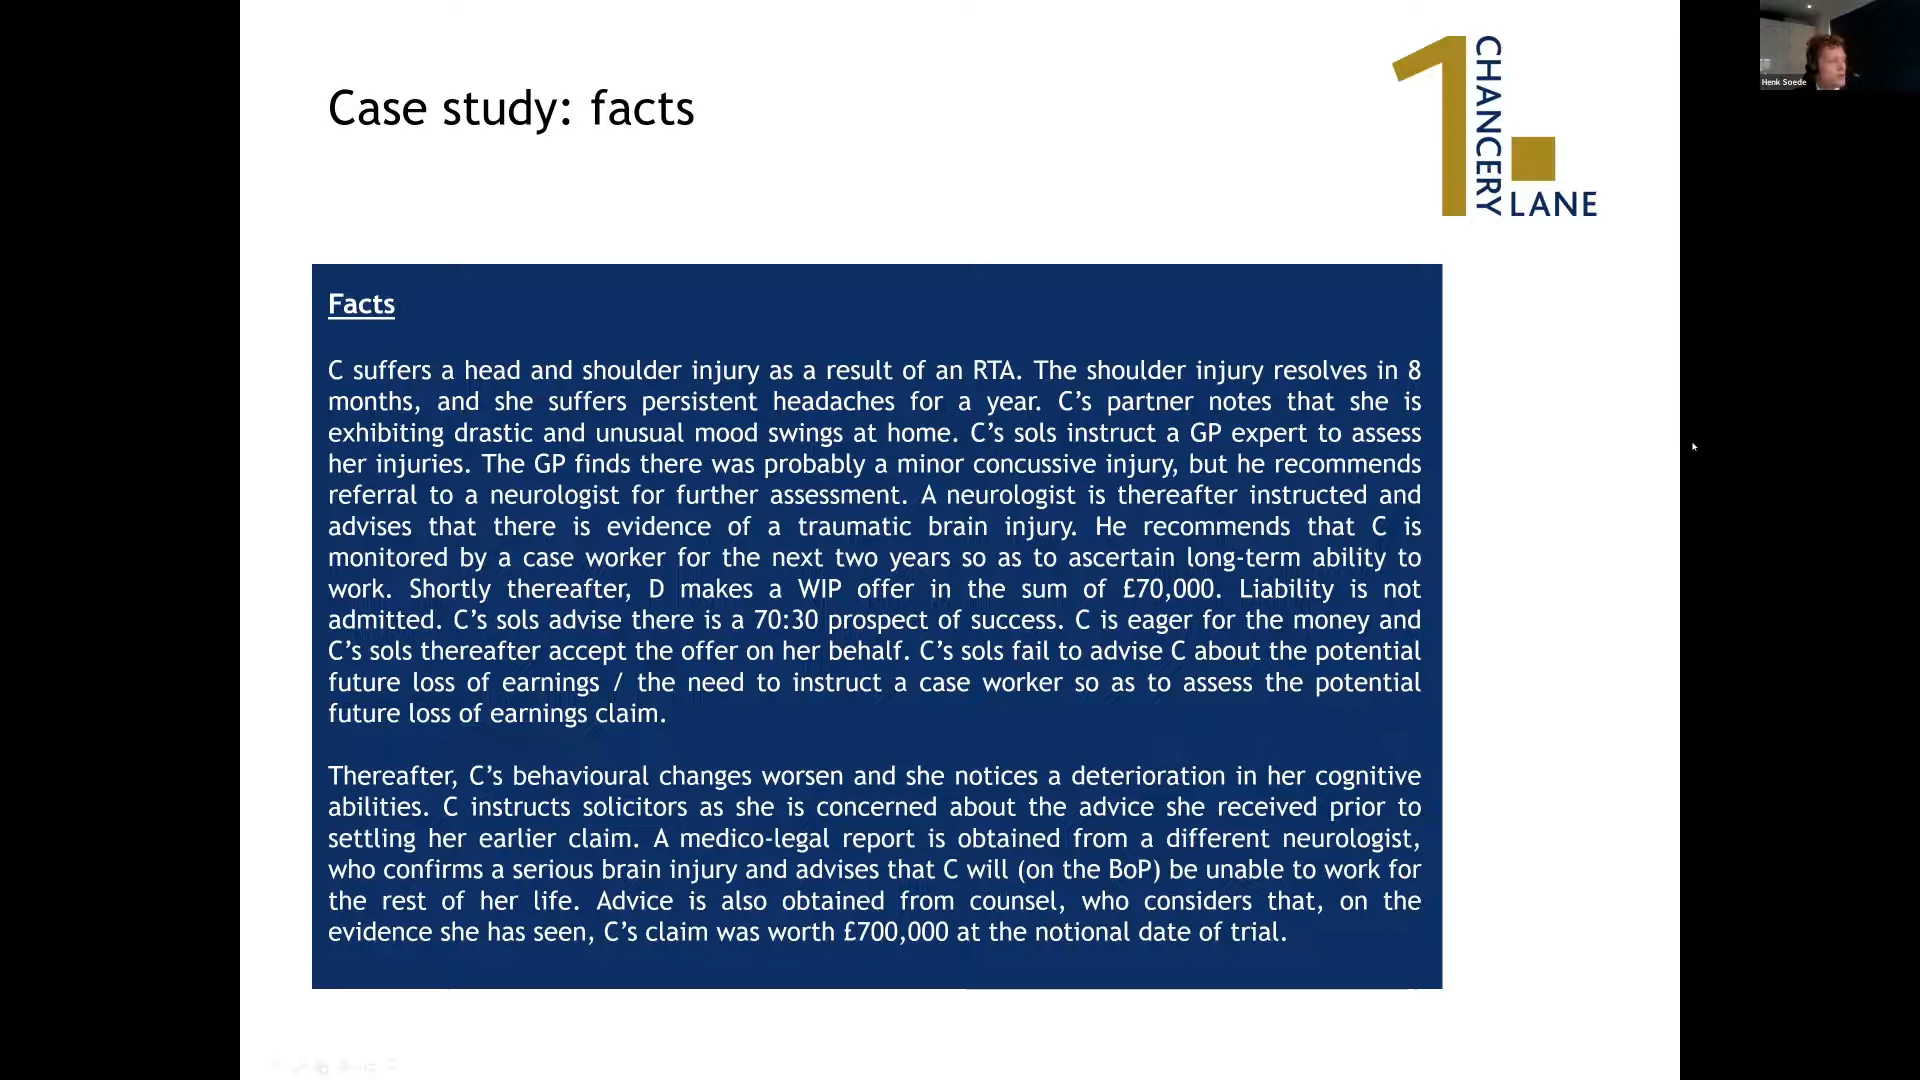 Case study: facts
1 CHANCERY LANE
Henk Soede
Facts
C suffers a head and shoulder injury as a result of an RTA. The shoulder injury resolves in 8
months, and she suffers persistent headaches for a year. C’s partner notes that she is
exhibiting drastic and unusual mood swings at home. C’s sols instruct a GP expert to assess
her injuries. The GP finds there was probably a minor concussive injury, but he recommends
referral to a neurologist for further assessment. A neurologist is thereafter instructed and
advises that there is evidence of a traumatic brain injury. He recommends that C is
monitored by a case worker for the next two years so as to ascertain long-term ability to
work. Shortly thereafter, D makes a WIP offer in the sum of £70,000. Liability is not
admitted. C’s sols advise there is a 70:30 prospect of success. C is eager for the money and
C’s sols thereafter accept the offer on her behalf. C’s sols fail to advise C about the potential
future loss of earnings / the need to instruct a case worker so as to assess the potential
future loss of earnings claim.
Thereafter, C’s behavioural changes worsen and she notices a deterioration in her cognitive
abilities. C instructs solicitors as she is concerned about the advice she received prior to
settling her earlier claim. A medico-legal report is obtained from a different neurologist,
who confirms a serious brain injury and advises that C will (on the BoP) be unable to work for
the rest of her life. Advice is also obtained from counsel, who considers that, on the
evidence she has seen, C’s claim was worth £700,000 at the notional date of trial.